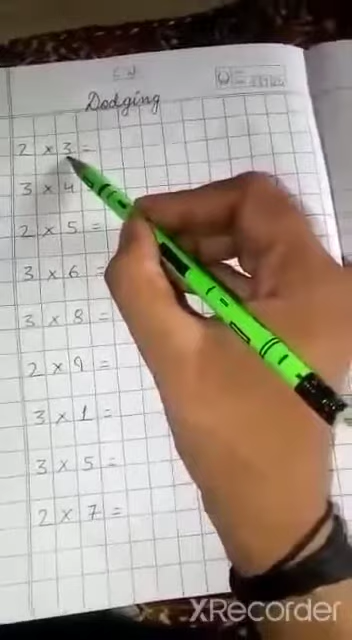 C.W
Dodging
2 × 3 =
3 × 4
2 × 5 =
3 × 6 =
3 × 8 =
2 × 9 =
3 × 1 =
3 × 5 =
2 × 7 =
XRecorder